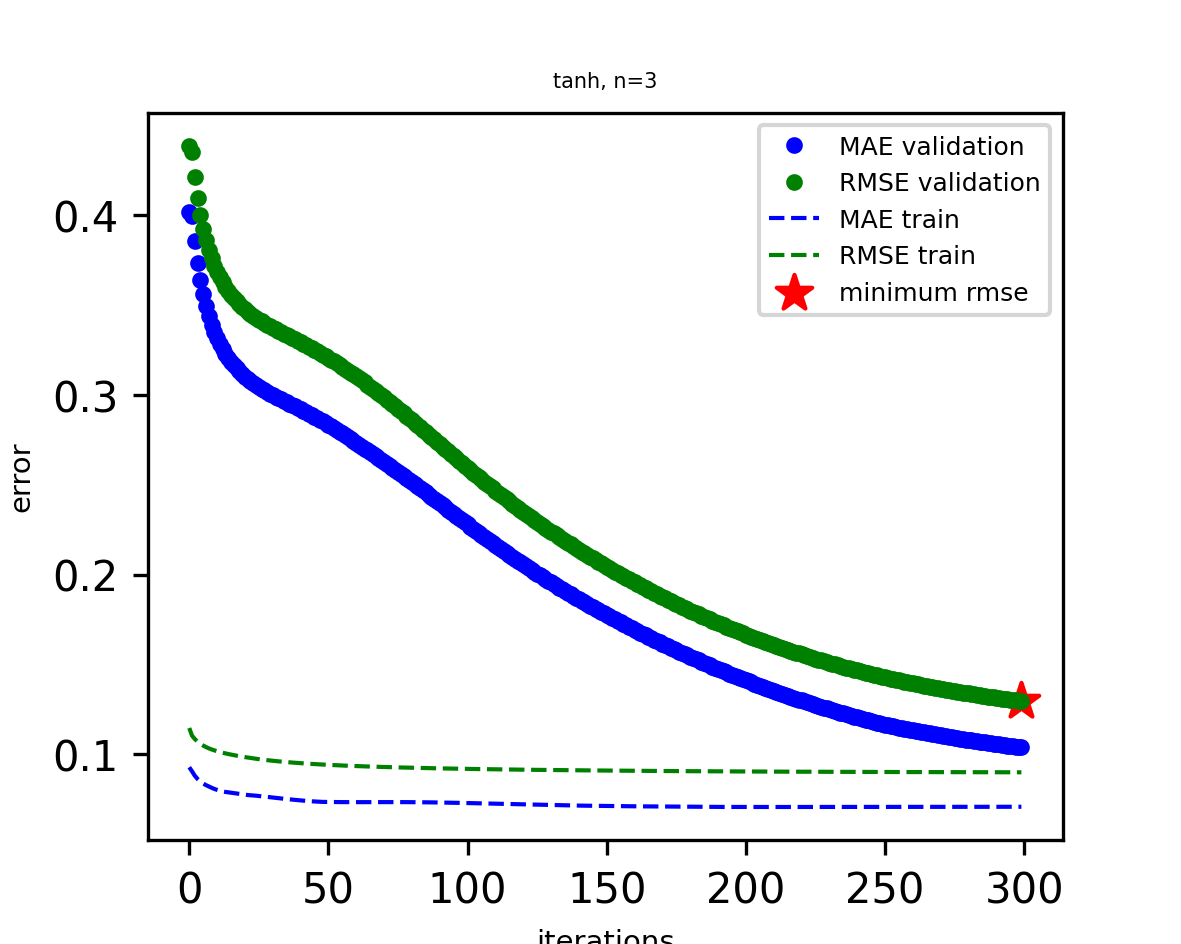 tanh, n=3
MAE validation
RMSE validation
MAE train
RMSE train
minimum rmse
error
0.4
0.3
0.2
0.1
0 50 100 150 200 250 300
iterations